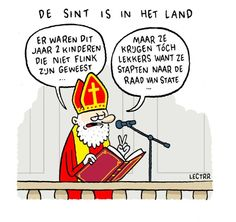 DE SINT IS IN HET LAND
ER WAREN DIT
JAAR 2 KINDEREN
DIE NIET FLINK
ZIJN GEWEEST
...
MAAR ZE
KRIJGEN TÓCH
LEKKERS WANT ZE
STAPTEN NAAR DE
RAAD VAN STATE
...
LECTRR